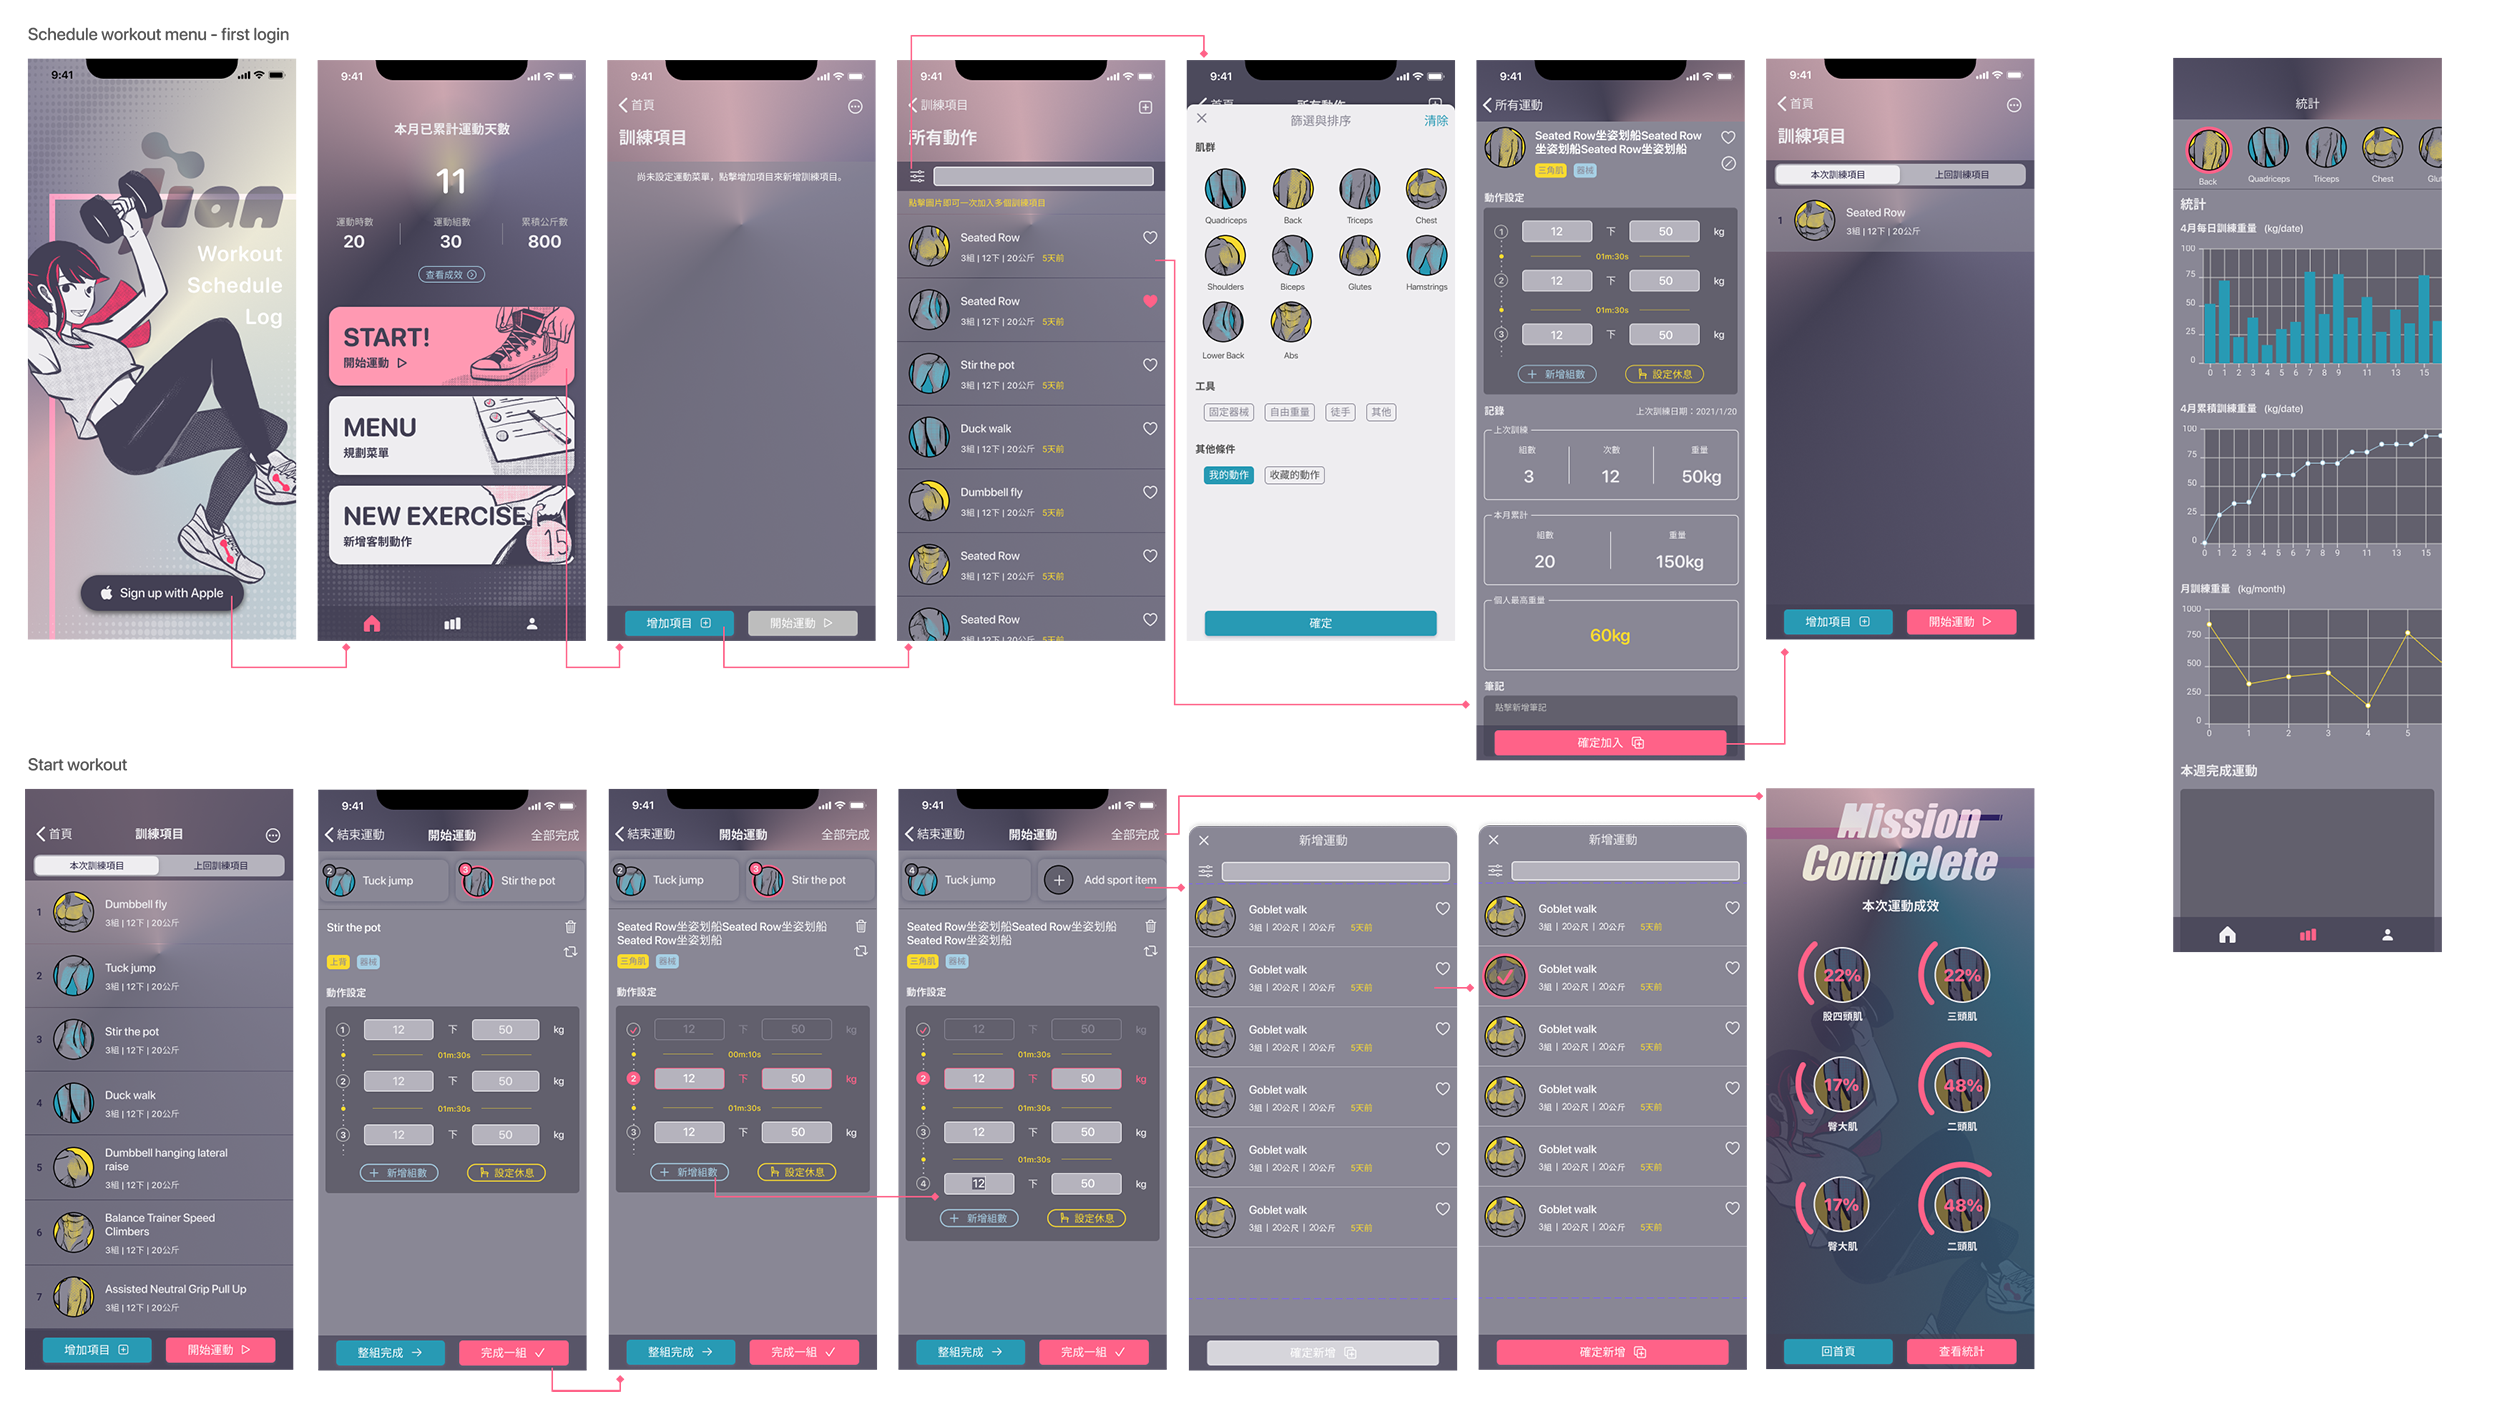 Schedule workout menu - first login
9:41
jian
Workout
Schedule
Log
Sign up with Apple
9:41
本月已累計運動天數
11
運動時數 運動組數 累積公斤數
20 30 800
查看成效
START!
開始運動
MENU
規劃菜單
NEW EXERCISE
新增客制動作
15
9:41
首頁
訓練項目
尚未設定運動菜單，點擊增加項目來新增訓練項目。
增加項目 開始運動
9:41
訓練項目
所有動作
點擊圖片即可一次加入多個訓練項目
Seated Row
3組 | 12下 | 20公斤 5天前
Seated Row
3組 | 12下 | 20公斤 5天前
Stir the pot
3組 | 12下 | 20公斤 5天前
Duck walk
3組 | 12下 | 20公斤 5天前
Dumbbell fly
3組 | 12下 | 20公斤 5天前
Seated Row
3組 | 12下 | 20公斤 5天前
Seated Row
3組 | 12下 | 20公斤 5天前
9:41
首頁 所有動作
篩選與排序 清除
肌群
Quadriceps Back Triceps Chest
Shoulders Biceps Glutes Hamstrings
Lower Back Abs
工具
固定器械 自由重量 徒手 其他
其他條件
我的動作 收藏的動作
確定
9:41
所有運動
Seated Row坐姿划船Seated Row
坐姿划船Seated Row坐姿划船
三角肌 器械
動作設定
1 12 下 50 kg
01m:30s
2 12 下 50 kg
01m:30s
3 12 下 50 kg
新增組數 設定休息
記錄 上次訓練日期：2021/1/20
上次訓練
組數 次數 重量
3 12 50kg
本月累計
組數 重量
20 150kg
個人最高重量
60kg
筆記
點擊新增筆記
確定加入
9:41
首頁
訓練項目
本次訓練項目 上回訓練項目
1 Seated Row
3組 | 12下 | 20公斤
增加項目 開始運動
統計
Back Quadriceps Triceps Chest Glut
統計
4月每日訓練重量 (kg/date)
100
75
50
25
0
0 1 2 3 4 5 6 7 8 9 11 13 15
4月累積訓練重量 (kg/date)
100
75
50
25
0
0 1 2 3 4 5 6 7 8 9 11 13 15
月訓練重量 (kg/month)
1000
750
500
250
0
0 1 2 3 4 5
本週完成運動
Start workout
首頁 訓練項目
本次訓練項目 上回訓練項目
1 Dumbbell fly
3組 | 12下 | 20公斤
2 Tuck jump
3組 | 12下 | 20公斤
3 Stir the pot
3組 | 12下 | 20公斤
4 Duck walk
3組 | 12下 | 20公斤
5 Dumbbell hanging lateral
raise
3組 | 12下 | 20公斤
6 Balance Trainer Speed
Climbers
3組 | 12下 | 20公斤
7 Assisted Neutral Grip Pull Up
3組 | 12下 | 20公斤
增加項目 開始運動
9:41
結束運動 開始運動 全部完成
2 Tuck jump 3 Stir the pot
Stir the pot
上背 器械
動作設定
1 12 下 50 kg
01m:30s
2 12 下 50 kg
01m:30s
3 12 下 50 kg
新增組數 設定休息
整組完成 完成一組
9:41
結束運動 開始運動 全部完成
2 Tuck jump 3 Stir the pot
Seated Row坐姿划船Seated Row坐姿划船
Seated Row坐姿划船
三角肌 器械
動作設定
12 下 50 kg
00m:10s
2 12 下 50 kg
01m:30s
3 12 下 50 kg
新增組數 設定休息
整組完成 完成一組
9:41
結束運動 開始運動 全部完成
4 Tuck jump Add sport item
Seated Row坐姿划船Seated Row坐姿划船
Seated Row坐姿划船
三角肌 器械
動作設定
12 下 50 kg
01m:30s
2 12 下 50 kg
01m:30s
3 12 下 50 kg
01m:30s
4 12 下 50 kg
新增組數 設定休息
整組完成 完成一組
新增運動
Goblet walk
3組 | 20公尺 | 20公斤 5天前
Goblet walk
3組 | 20公尺 | 20公斤 5天前
Goblet walk
3組 | 20公尺 | 20公斤 5天前
Goblet walk
3組 | 20公尺 | 20公斤 5天前
Goblet walk
3組 | 20公尺 | 20公斤 5天前
Goblet walk
3組 | 20公尺 | 20公斤 5天前
確定新增
新增運動
Goblet walk
3組 | 20公尺 | 20公斤 5天前
Goblet walk
3組 | 20公尺 | 20公斤 5天前
Goblet walk
3組 | 20公尺 | 20公斤 5天前
Goblet walk
3組 | 20公尺 | 20公斤 5天前
Goblet walk
3組 | 20公尺 | 20公斤 5天前
Goblet walk
3組 | 20公尺 | 20公斤 5天前
確定新增
Mission
Compelete
本次運動成效
22% 22%
股四頭肌 三頭肌
17% 48%
臀大肌 二頭肌
17% 48%
臀大肌 二頭肌
回首頁 查看統計